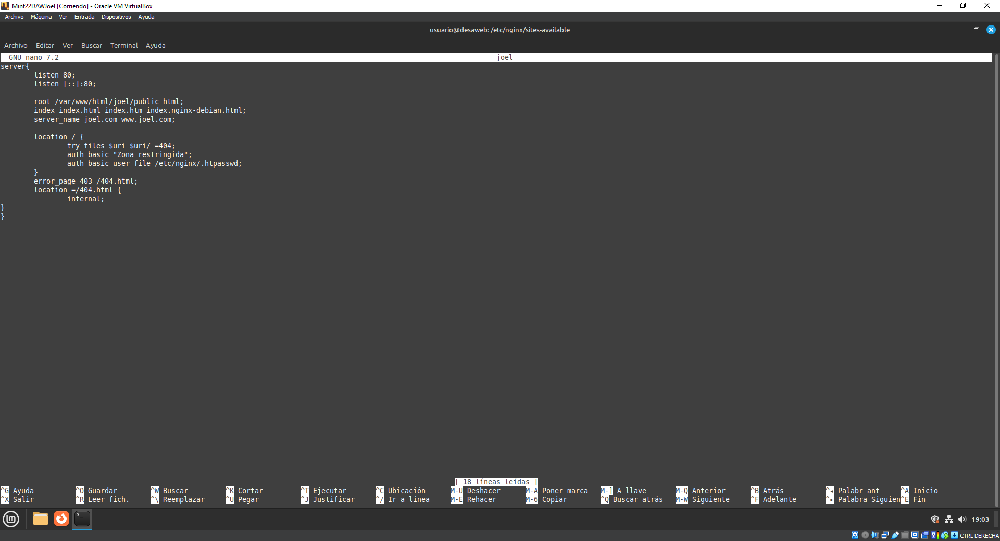 Mint22DAWJoel [Corriendo] - Oracle VM VirtualBox
Archivo Máquina Ver Entrada Dispositivos Ayuda
usuario@desaweb: /etc/nginx/sites-available
Archivo Editar Ver Buscar Terminal Ayuda
GNU nano 7.2 joel
server{
listen 80;
listen [::]:80;
root /var/www/html/joel/public_html;
index index.html index.htm index.nginx-debian.html;
server_name joel.com www.joel.com;
location / {
try_files $uri $uri/ =404;
auth_basic "Zona restringida";
auth_basic_user_file /etc/nginx/.htpasswd;
}
error_page 403 /404.html;
location =/404.html {
internal;
}
}
[ 18 líneas leídas ]
^G Ayuda ^O Guardar ^W Buscar ^K Cortar ^T Ejecutar ^C Ubicación M-U Deshacer M-A Poner marca M-] A llave M-Q Anterior ^B Atrás ^◂ Palabr ant ^A Inicio
^X Salir ^R Leer fich. ^\ Reemplazar ^U Pegar ^J Justificar ^/ Ir a línea M-E Rehacer M-6 Copiar ^Q Buscar atrás M-W Siguiente ^F Adelante ^▸ Palabra Siguien ^E Fin
19:03
CTRL DERECHA